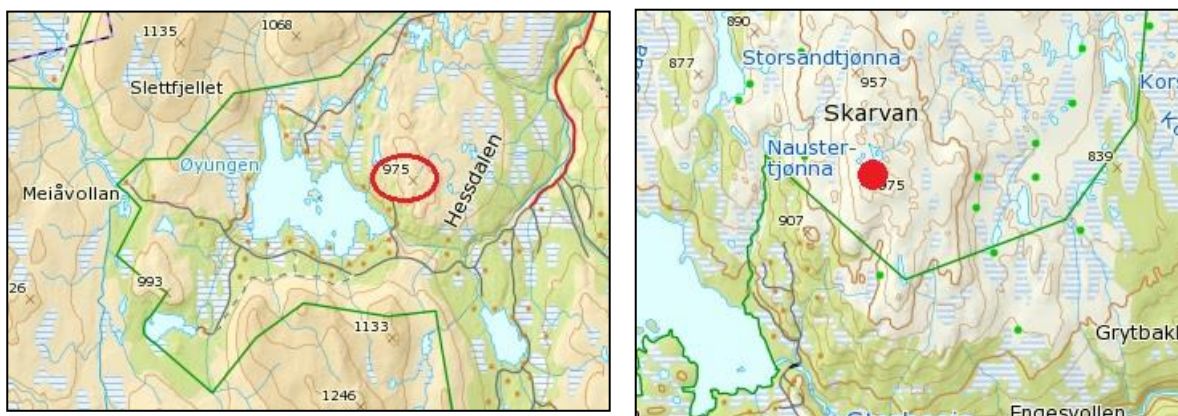 1135
1068
Slettfjellet
Øyungen
975
Hessdalen
Meiåvollan
993
26
1133
1246
890
Storsandtjønna
877
957
Skarvan
Kors
Nauster-
tjønna
839
975
907
Grytbakk
Engesvollen